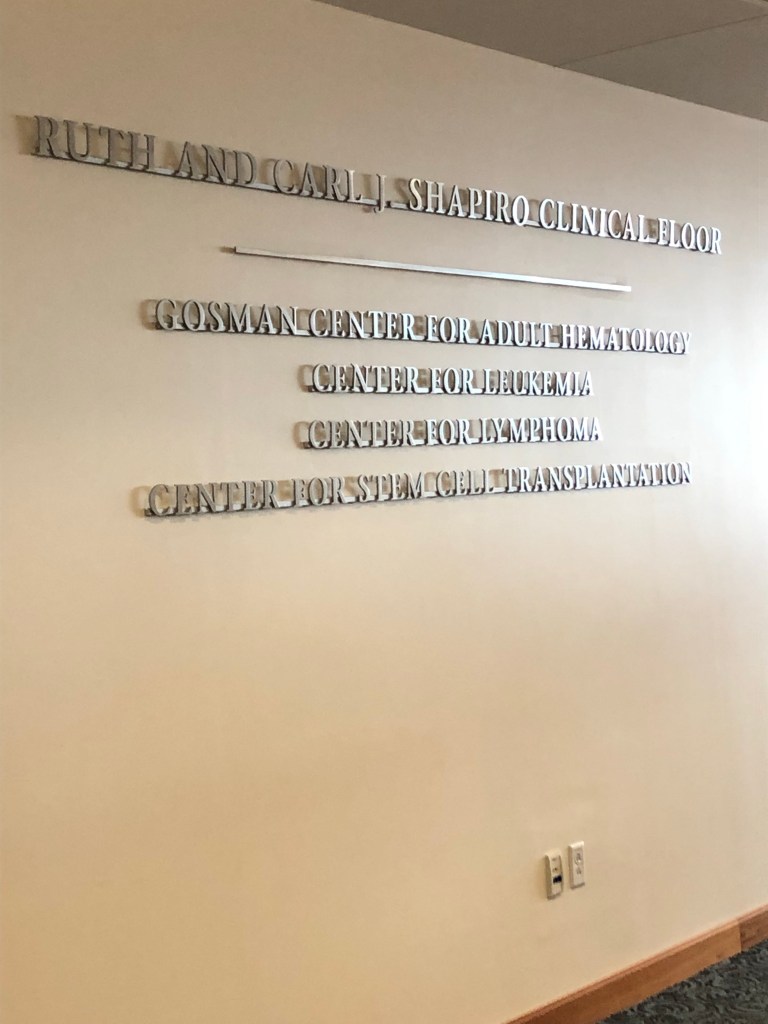 RUTH AND CARL J. SHAPIRO CLINICAL FLOOR
GOSMAN CENTER FOR ADULT HEMATOLOGY
CENTER FOR LEUKEMIA
CENTER FOR LYMPHOMA
CENTER FOR STEM CELL TRANSPLANTATION